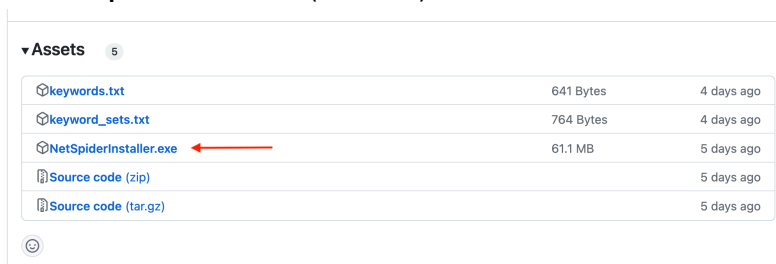 Assets 5
keywords.txt 641 Bytes 4 days ago
keyword_sets.txt 764 Bytes 4 days ago
NetSpiderInstaller.exe 61.1 MB 5 days ago
Source code (zip) 5 days ago
Source code (tar.gz) 5 days ago